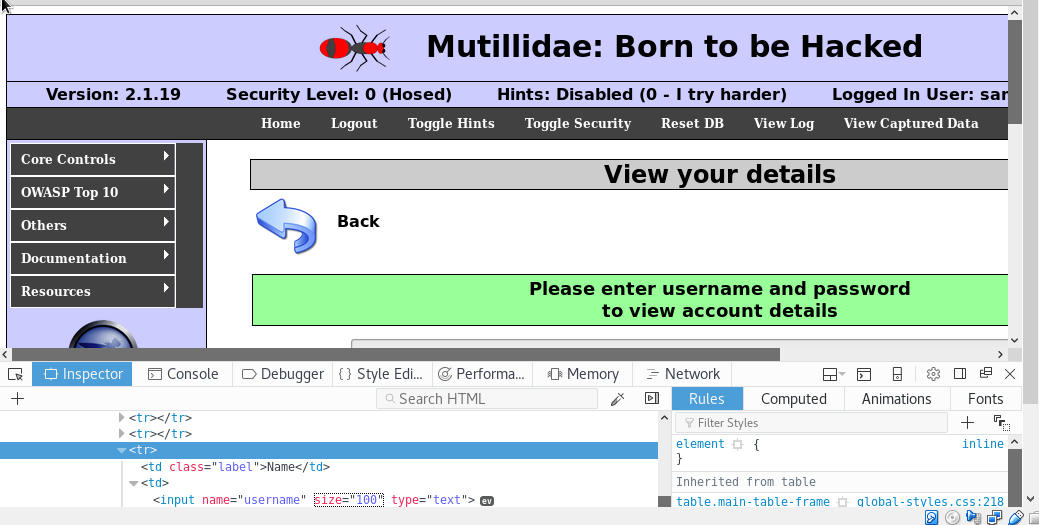 Mutillidae: Born to be Hacked
Version: 2.1.19 Security Level: 0 (Hosed) Hints: Disabled (0 - I try harder) Logged In User: sar
Home Logout Toggle Hints Toggle Security Reset DB View Log View Captured Data
Core Controls
OWASP Top 10
Others
Documentation
Resources
View your details
Back
Please enter username and password
to view account details
Inspector Console Debugger Style Edi... Performa... Memory Network
+ Search HTML Rules Computed Animations Fonts
Filter Styles +
<tr></tr>
<tr></tr>
<tr>
<td class="label">Name</td>
<td>
<input name="username" size="100" type="text"> ev
element { inline
}
Inherited from table
table.main-table-frame global-styles.css:218